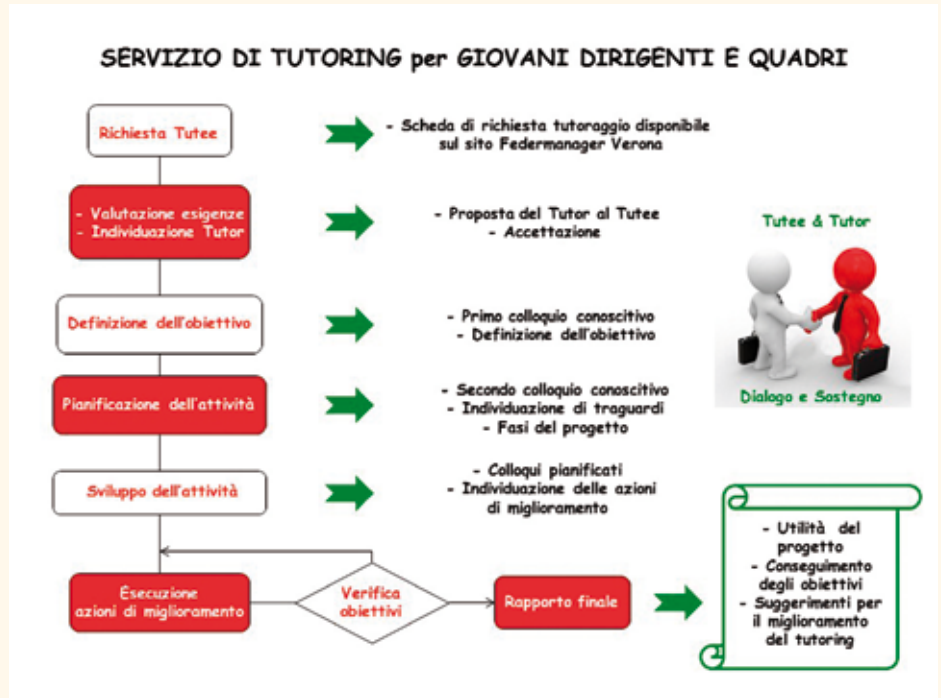 SERVIZIO DI TUTORING per GIOVANI DIRIGENTI E QUADRI
Richiesta Tutee
- Scheda di richiesta tutoraggio disponibile
sul sito Federmanager Verona
- Valutazione esigenze
- Individuazione Tutor
- Proposta del Tutor al Tutee
- Accettazione
Tutee & Tutor
Definizione dell'obiettivo
- Primo colloquio conoscitivo
- Definizione dell'obiettivo
Pianificazione dell'attività
- Secondo colloquio conoscitivo
- Individuazione di traguardi
- Fasi del progetto
Dialogo e Sostegno
Sviluppo dell'attività
- Colloqui pianificati
- Individuazione delle azioni
di miglioramento
Esecuzione
azioni di miglioramento
Verifica
obiettivi
Rapporto finale
- Utilità del
progetto
- Conseguimento
degli obiettivi
- Suggerimenti per
il miglioramento
del tutoring